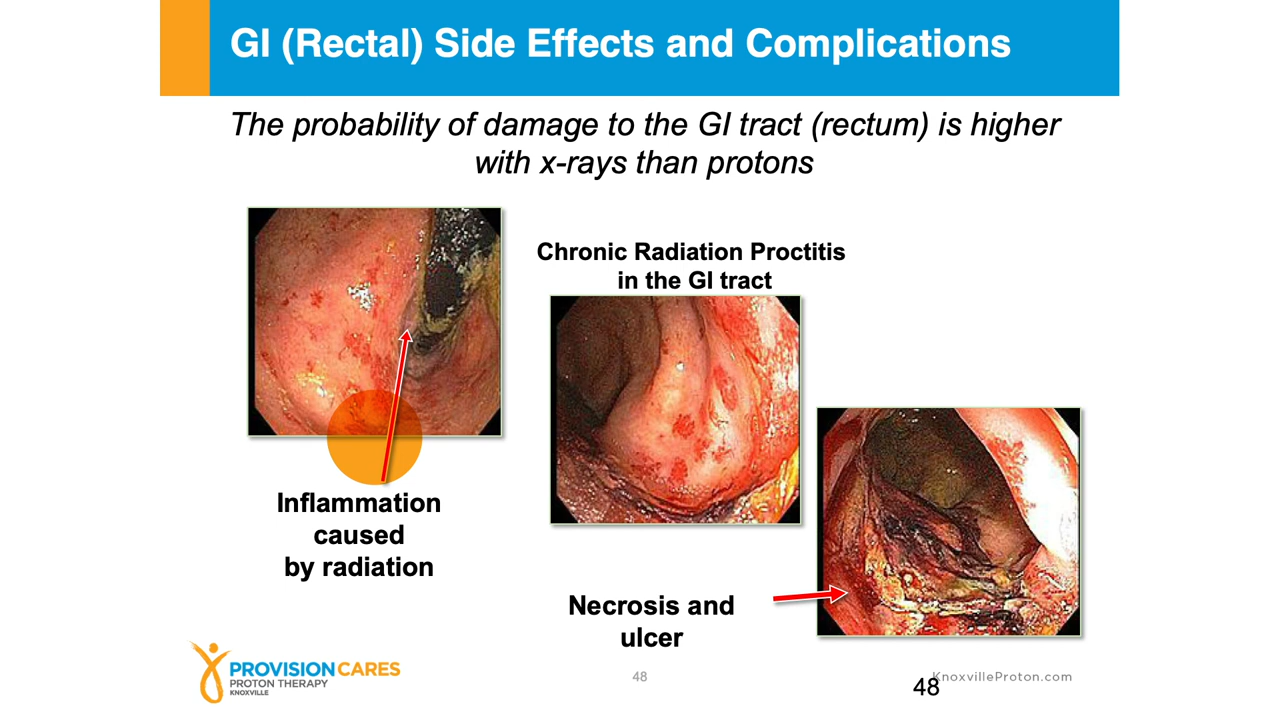 GI (Rectal) Side Effects and Complications
The probability of damage to the GI tract (rectum) is higher
with x-rays than protons
Chronic Radiation Proctitis
in the GI tract
Inflammation
caused
by radiation
Necrosis and
ulcer
PROVISION CARES
PROTON THERAPY
KNOXVILLE
48
48
KnoxvilleProton.com